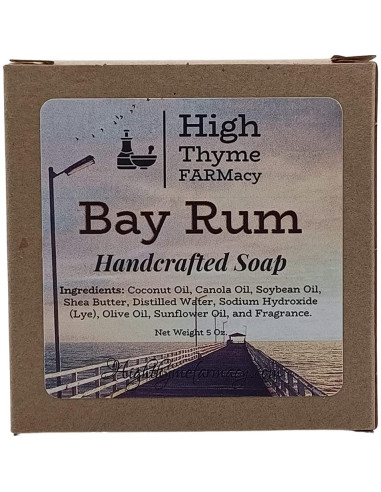 High
Thyme
FARMacy
Bay Rum
Handcrafted Soap
Ingredients: Coconut Oil, Canola Oil, Soybean Oil,
Shea Butter, Distilled Water, Sodium Hydroxide
(Lye), Olive Oil, Sunflower Oil, and Fragrance.
Net Weight 5 Oz.